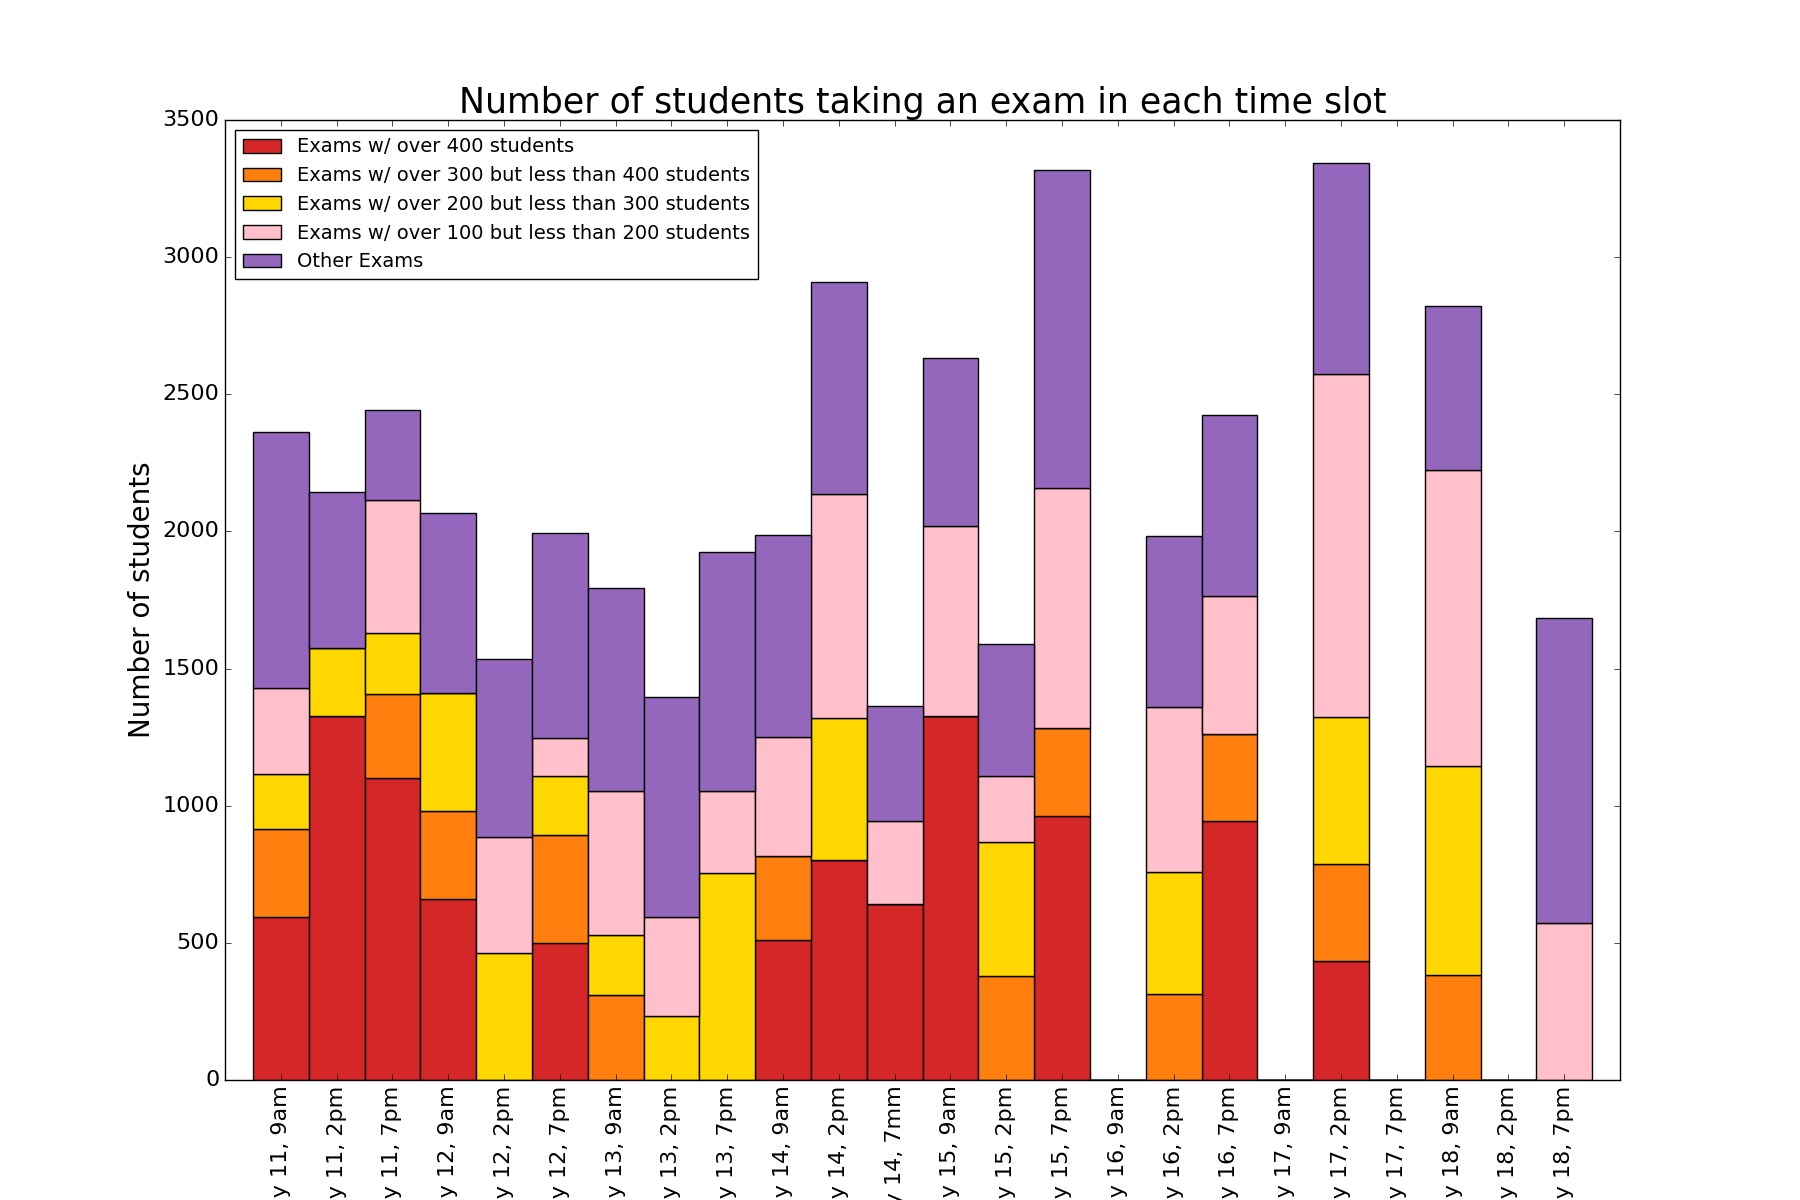 Number of students taking an exam in each time slot
Exams w/ over 400 students
Exams w/ over 300 but less than 400 students
Exams w/ over 200 but less than 300 students
Exams w/ over 100 but less than 200 students
Other Exams
3500
3000
2500
2000
1500
1000
500
0
Number of students
y 11, 9am
y 11, 2pm
y 11, 7pm
y 12, 9am
y 12, 2pm
y 12, 7pm
y 13, 9am
y 13, 2pm
y 13, 7pm
y 14, 9am
y 14, 2pm
y 14, 7mm
y 15, 9am
y 15, 2pm
y 15, 7pm
y 16, 9am
y 16, 2pm
y 16, 7pm
y 17, 9am
y 17, 2pm
y 17, 7pm
y 18, 9am
y 18, 2pm
y 18, 7pm